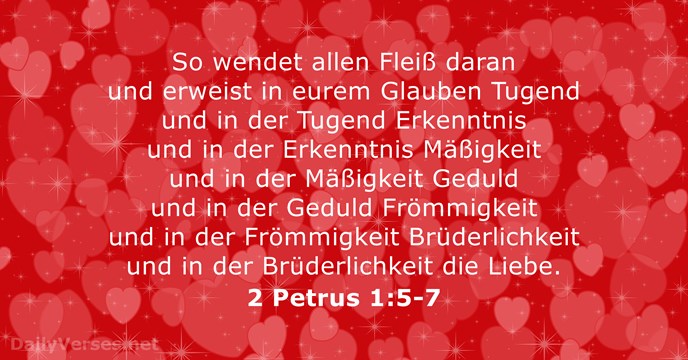 So wendet allen Fleiß daran
und erweist in eurem Glauben Tugend
und in der Tugend Erkenntnis
und in der Erkenntnis Mäßigkeit
und in der Mäßigkeit Geduld
und in der Geduld Frömmigkeit
und in der Frömmigkeit Brüderlichkeit
und in der Brüderlichkeit die Liebe.
2 Petrus 1:5-7
DailyVerses.net